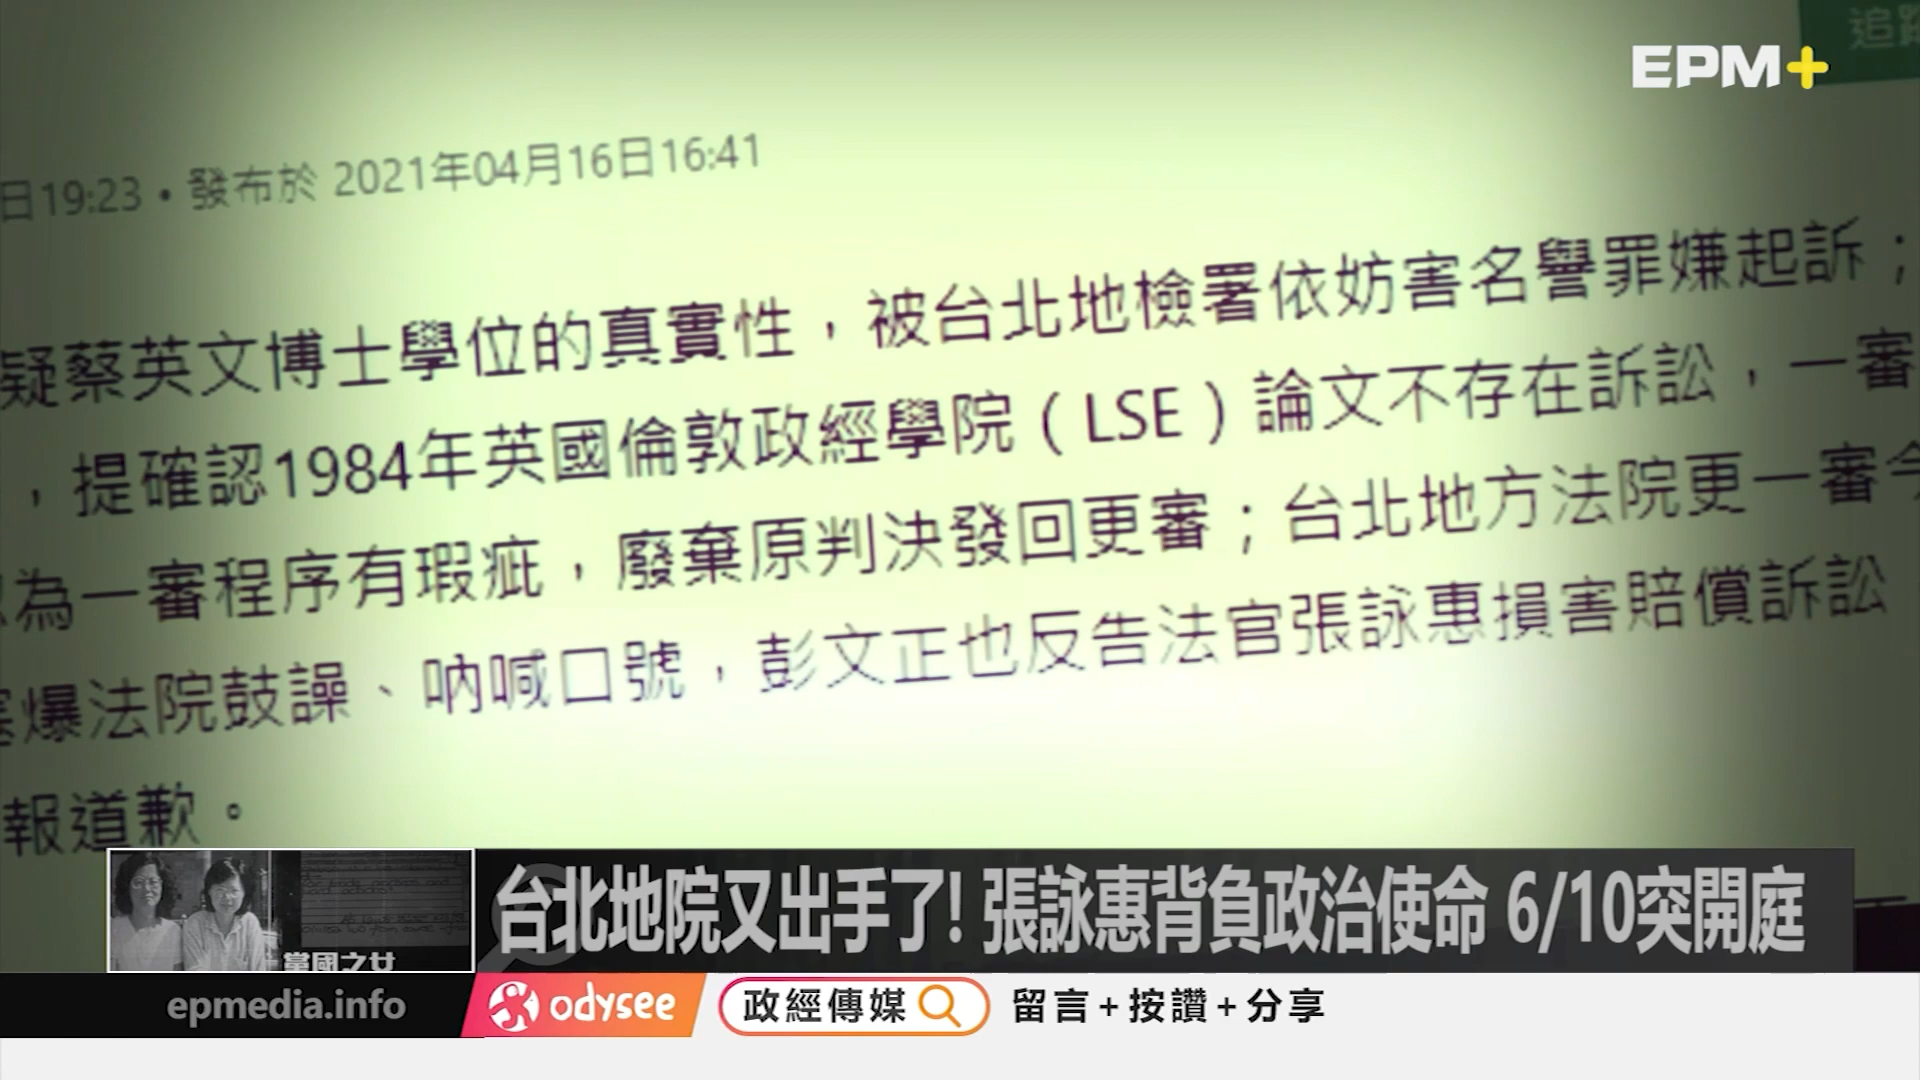 追蹤
EPM+
日19:23 • 發布於 2021年04月16日16:41
疑蔡英文博士學位的真實性，被台北地檢署依妨害名譽罪嫌起訴；
，提確認1984年英國倫敦政經學院（LSE）論文不存在訴訟，一審
為一審程序有瑕疵，廢棄原判決發回更審；台北地方法院更一審今
塞爆法院鼓譟、吶喊口號，彭文正也反告法官張詠惠損害賠償訴訟
報道歉。
黨國之女
台北地院又出手了! 張詠惠背負政治使命 6/10突開庭
epmedia.info
odysee
政經傳媒
留言+按讚+分享